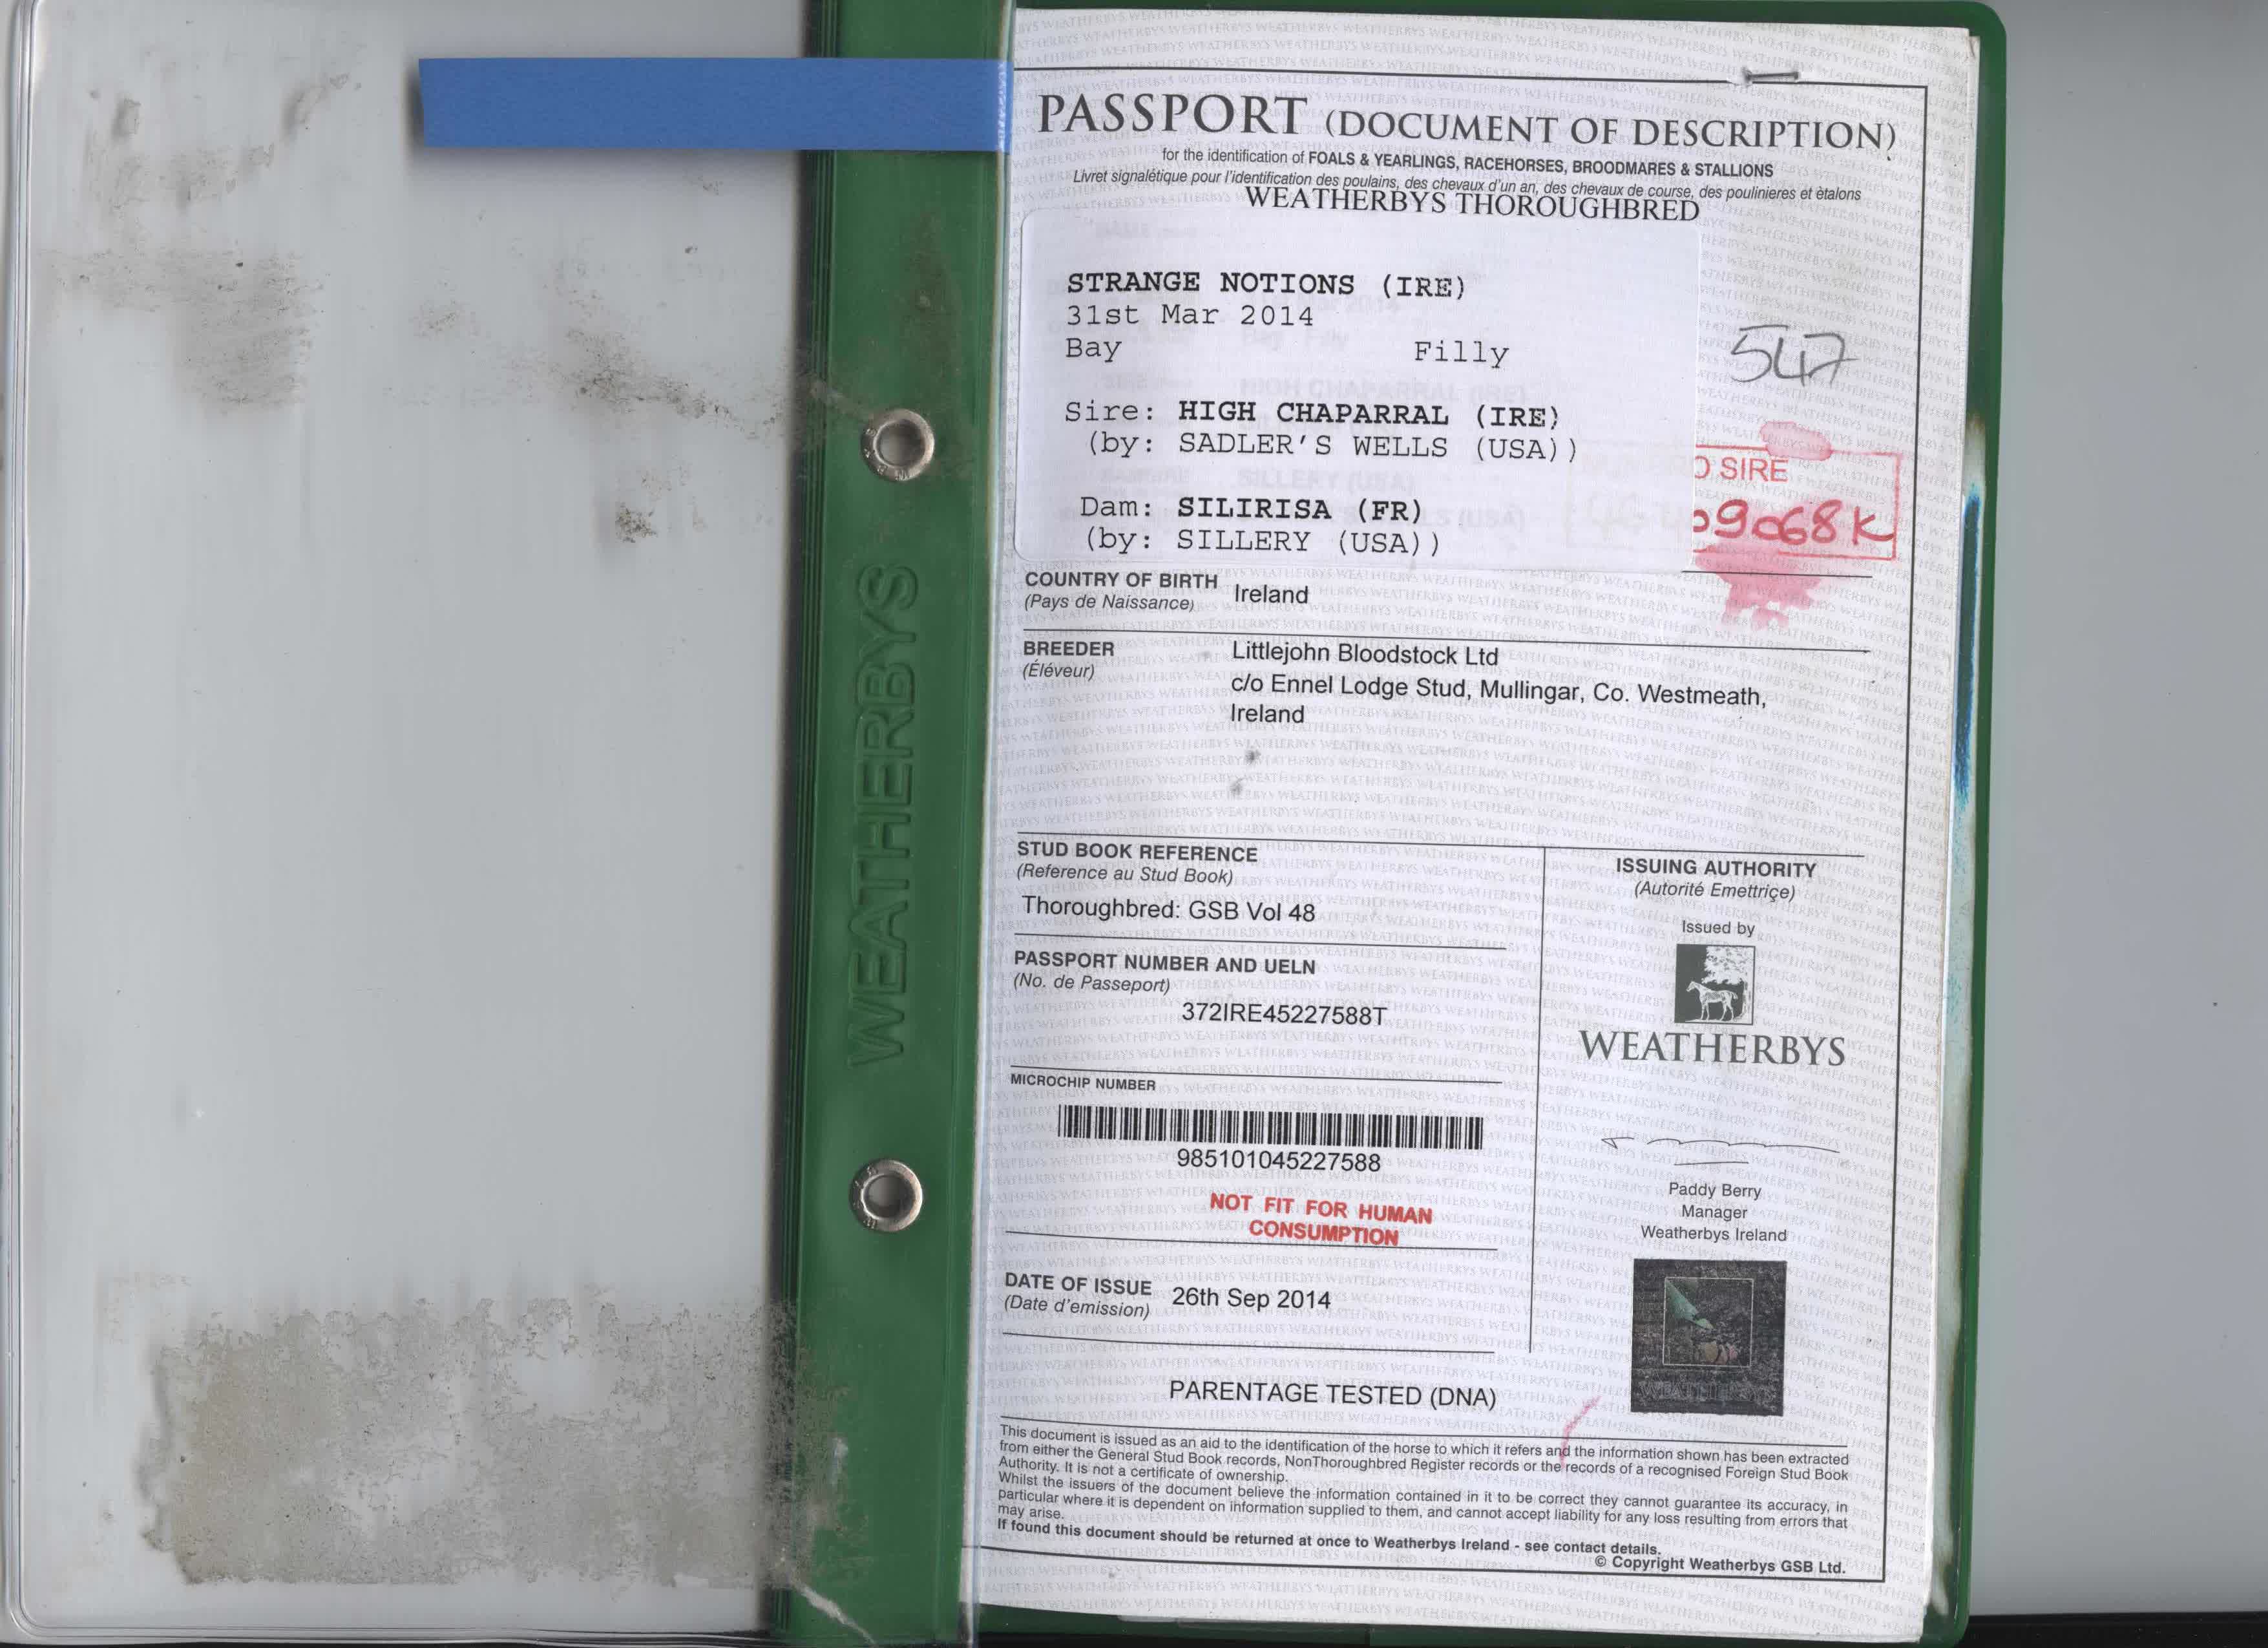 WEATHERBYS
PASSPORT (DOCUMENT OF DESCRIPTION)
for the identification of FOALS & YEARLINGS, RACEHORSES, BROODMARES & STALLIONS
Livret signalétique pour l'identification des poulains, des chevaux d'un an, des chevaux de course, des poulinieres et ètalons
WEATHERBYS THOROUGHBRED
STRANGE NOTIONS (IRE)
31st Mar 2014
Bay Filly
547
Sire: HIGH CHAPARRAL (IRE)
(by: SADLER'S WELLS (USA))
SIRE
9068K
Dam: SILIRISA (FR)
(by: SILLERY (USA))
COUNTRY OF BIRTH Ireland
(Pays de Naissance)
BREEDER Littlejohn Bloodstock Ltd
(Éléveur) c/o Ennel Lodge Stud, Mullingar, Co. Westmeath,
Ireland
STUD BOOK REFERENCE
(Reference au Stud Book)
Thoroughbred: GSB Vol 48
PASSPORT NUMBER AND UELN
(No. de Passeport)
372IRE45227588T
MICROCHIP NUMBER
985101045227588
NOT FIT FOR HUMAN
CONSUMPTION
DATE OF ISSUE 26th Sep 2014
(Date d'emission)
PARENTAGE TESTED (DNA)
ISSUING AUTHORITY
(Autorité Emettriçe)
Issued by
WEATHERBYS
Paddy Berry
Manager
Weatherbys Ireland
WEATHERBYS
This document is issued as an aid to the identification of the horse to which it refers and the information shown has been extracted
from either the General Stud Book records, NonThoroughbred Register records or the records of a recognised Foreign Stud Book
Authority. It is not a certificate of ownership.
Whilst the issuers of the document believe the information contained in it to be correct they cannot guarantee its accuracy, in
particular where it is dependent on information supplied to them, and cannot accept liability for any loss resulting from errors that
may arise.
If found this document should be returned at once to Weatherbys Ireland - see contact details.
© Copyright Weatherbys GSB Ltd.